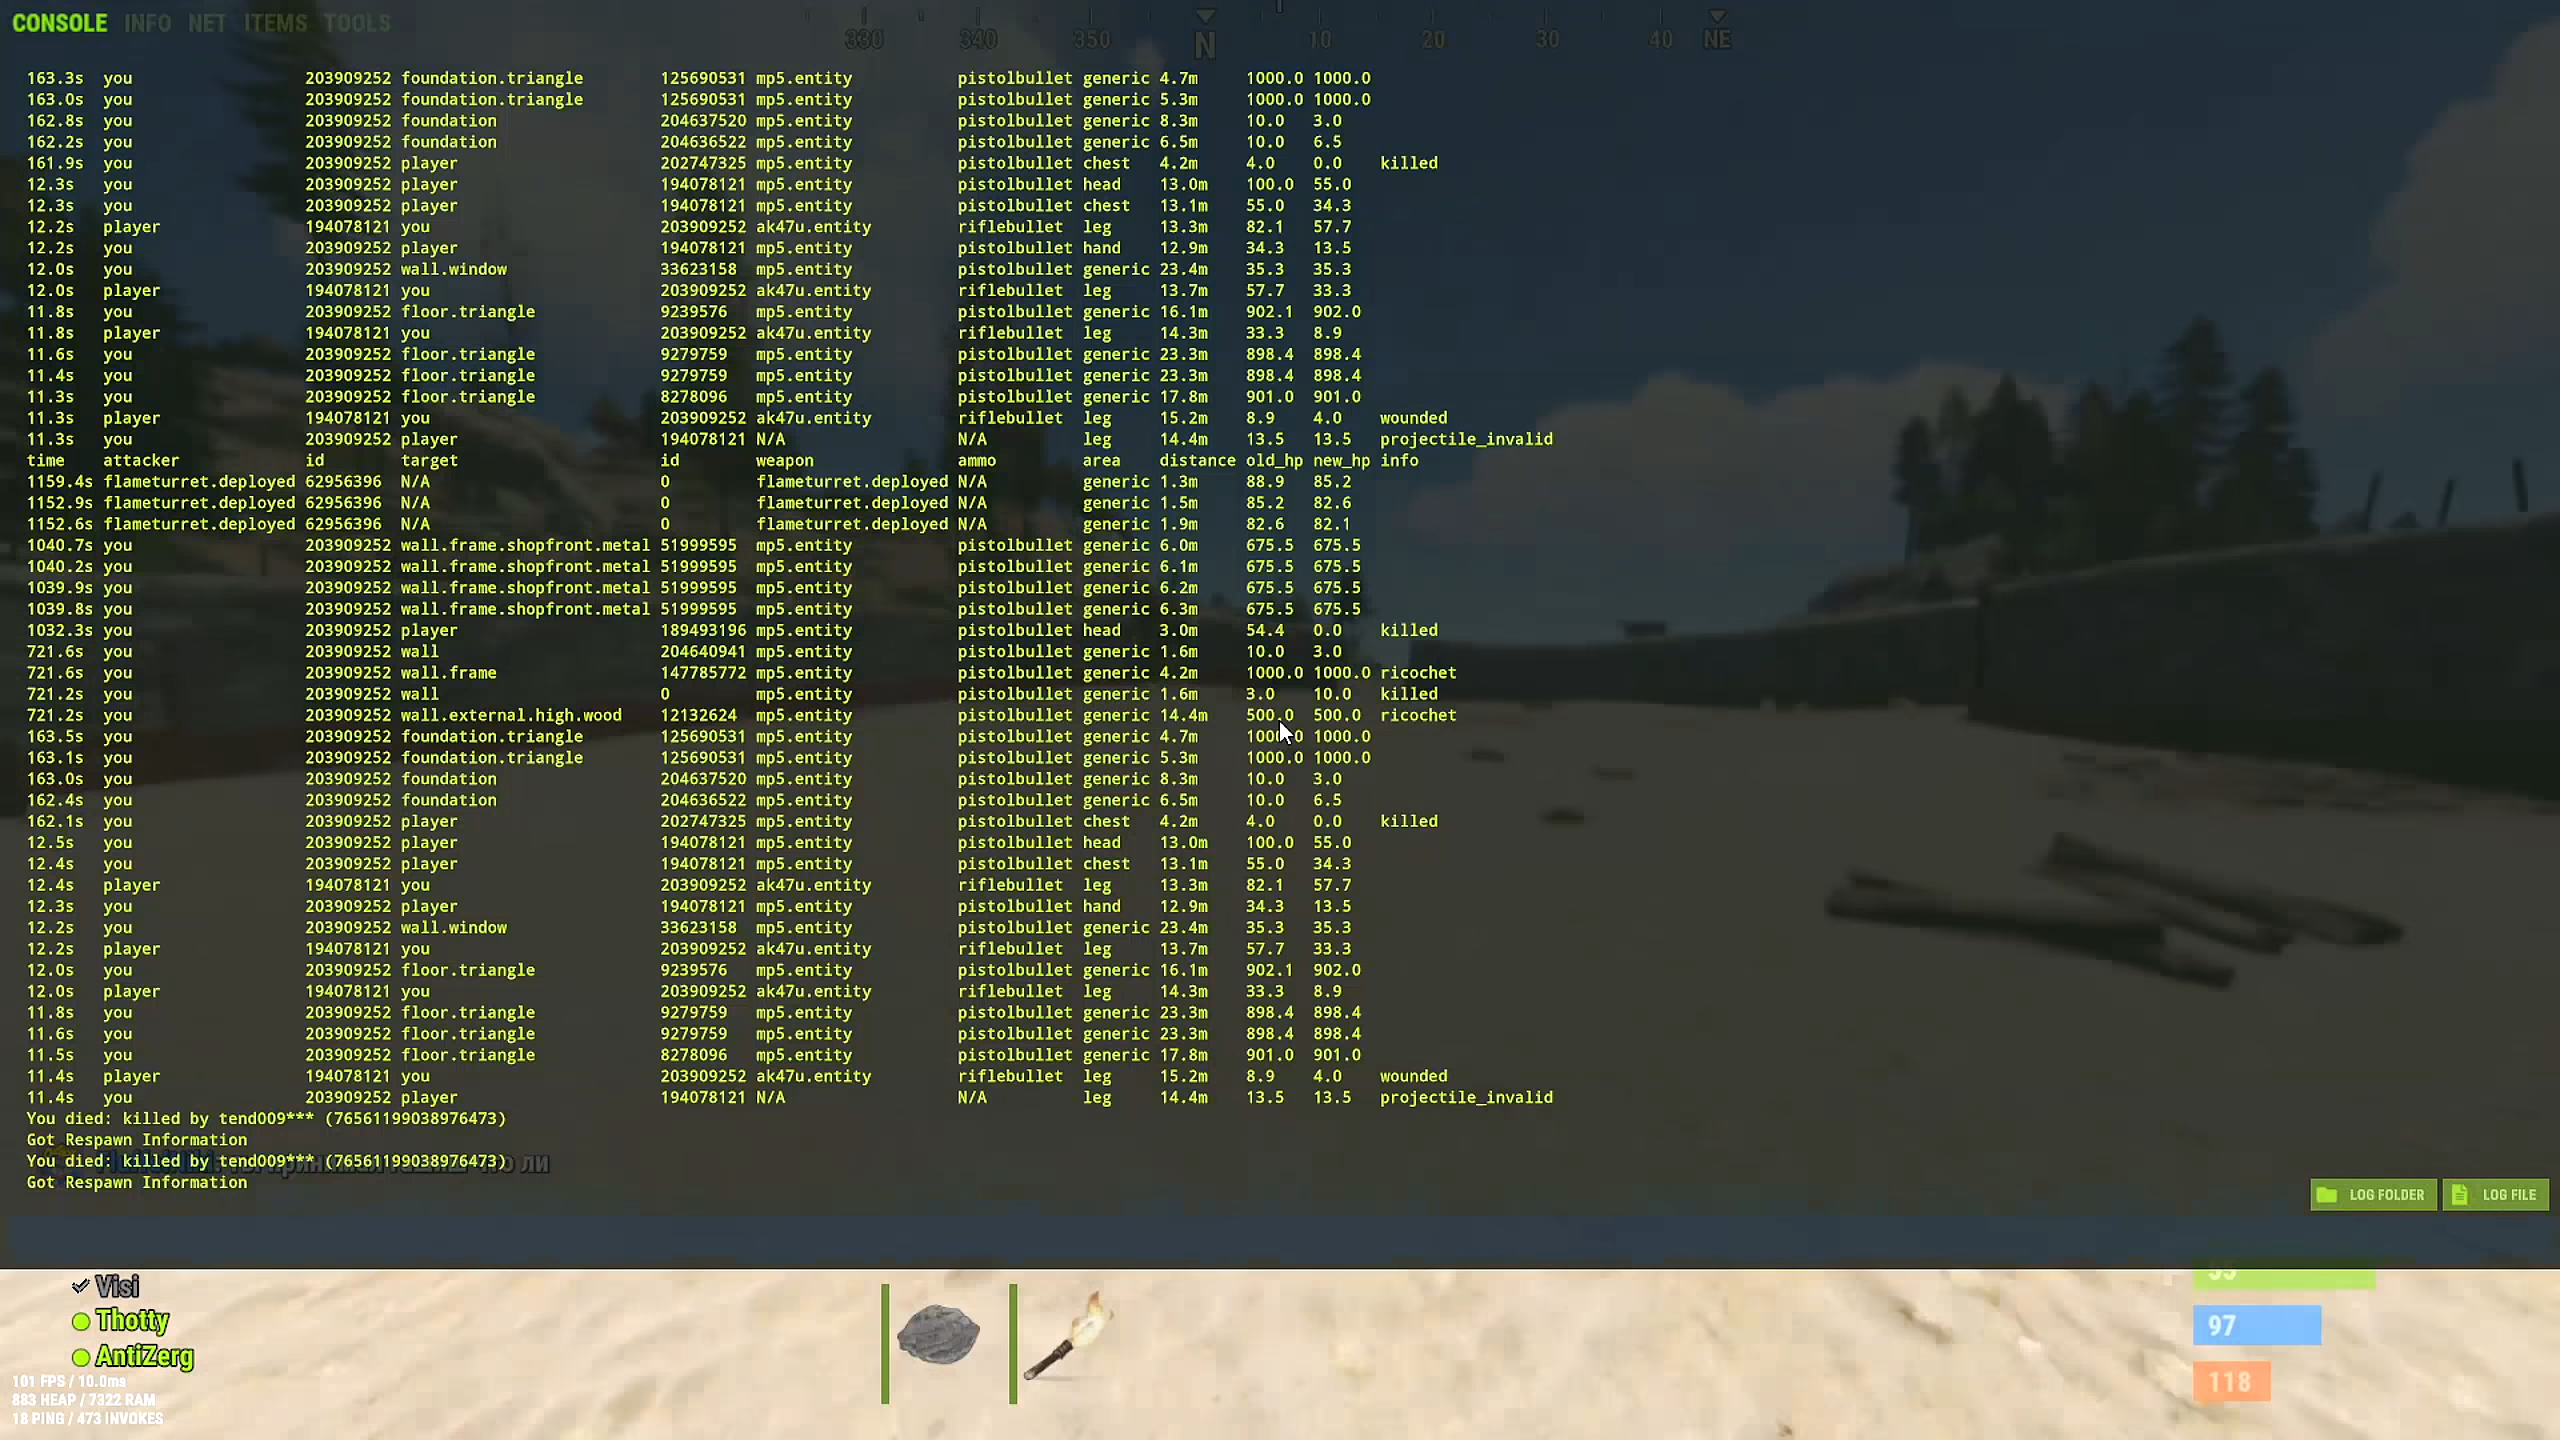 CONSOLE INFO NET ITEMS TOOLS
330 340 350 N 10 20 30 40 NE
163.3s you 203909252 foundation.triangle 125690531 mp5.entity pistolbullet generic 4.7m 1000.0 1000.0
163.0s you 203909252 foundation.triangle 125690531 mp5.entity pistolbullet generic 5.3m 1000.0 1000.0
162.8s you 203909252 foundation 204637520 mp5.entity pistolbullet generic 8.3m 10.0 3.0
162.2s you 203909252 foundation 204636522 mp5.entity pistolbullet generic 6.5m 10.0 6.5
161.9s you 203909252 player 202747325 mp5.entity pistolbullet chest 4.2m 4.0 0.0 killed
12.3s you 203909252 player 194078121 mp5.entity pistolbullet head 13.0m 100.0 55.0
12.3s you 203909252 player 194078121 mp5.entity pistolbullet chest 13.1m 55.0 34.3
12.2s player 194078121 you 203909252 ak47u.entity riflebullet leg 13.3m 82.1 57.7
12.2s you 203909252 player 194078121 mp5.entity pistolbullet hand 12.9m 34.3 13.5
12.0s you 203909252 wall.window 33623158 mp5.entity pistolbullet generic 23.4m 35.3 35.3
12.0s player 194078121 you 203909252 ak47u.entity riflebullet leg 13.7m 57.7 33.3
11.8s you 203909252 floor.triangle 9239576 mp5.entity pistolbullet generic 16.1m 902.1 902.0
11.8s player 194078121 you 203909252 ak47u.entity riflebullet leg 14.3m 33.3 8.9
11.6s you 203909252 floor.triangle 9279759 mp5.entity pistolbullet generic 23.3m 898.4 898.4
11.4s you 203909252 floor.triangle 9279759 mp5.entity pistolbullet generic 23.3m 898.4 898.4
11.3s you 203909252 floor.triangle 8278096 mp5.entity pistolbullet generic 17.8m 901.0 901.0
11.3s player 194078121 you 203909252 ak47u.entity riflebullet leg 15.2m 8.9 4.0 wounded
11.3s you 203909252 player 194078121 N/A N/A leg 14.4m 13.5 13.5 projectile_invalid
time attacker id target id weapon ammo area distance old_hp new_hp info
1159.4s flameturret.deployed 62956396 N/A 0 flameturret.deployed N/A generic 1.3m 88.9 85.2
1152.9s flameturret.deployed 62956396 N/A 0 flameturret.deployed N/A generic 1.5m 85.2 82.6
1152.6s flameturret.deployed 62956396 N/A 0 flameturret.deployed N/A generic 1.9m 82.6 82.1
1040.7s you 203909252 wall.frame.shopfront.metal 51999595 mp5.entity pistolbullet generic 6.0m 675.5 675.5
1040.2s you 203909252 wall.frame.shopfront.metal 51999595 mp5.entity pistolbullet generic 6.1m 675.5 675.5
1039.9s you 203909252 wall.frame.shopfront.metal 51999595 mp5.entity pistolbullet generic 6.2m 675.5 675.5
1039.8s you 203909252 wall.frame.shopfront.metal 51999595 mp5.entity pistolbullet generic 6.3m 675.5 675.5
1032.3s you 203909252 player 189493196 mp5.entity pistolbullet head 3.0m 54.4 0.0 killed
721.6s you 203909252 wall 204640941 mp5.entity pistolbullet generic 1.6m 10.0 3.0
721.6s you 203909252 wall.frame 147785772 mp5.entity pistolbullet generic 4.2m 1000.0 1000.0 ricochet
721.2s you 203909252 wall 0 mp5.entity pistolbullet generic 1.6m 3.0 10.0 killed
721.2s you 203909252 wall.external.high.wood 12132624 mp5.entity pistolbullet generic 14.4m 500.0 500.0 ricochet
163.5s you 203909252 foundation.triangle 125690531 mp5.entity pistolbullet generic 4.7m 1000.0 1000.0
163.1s you 203909252 foundation.triangle 125690531 mp5.entity pistolbullet generic 5.3m 1000.0 1000.0
163.0s you 203909252 foundation 204637520 mp5.entity pistolbullet generic 8.3m 10.0 3.0
162.4s you 203909252 foundation 204636522 mp5.entity pistolbullet generic 6.5m 10.0 6.5
162.1s you 203909252 player 202747325 mp5.entity pistolbullet chest 4.2m 4.0 0.0 killed
12.5s you 203909252 player 194078121 mp5.entity pistolbullet head 13.0m 100.0 55.0
12.4s you 203909252 player 194078121 mp5.entity pistolbullet chest 13.1m 55.0 34.3
12.4s player 194078121 you 203909252 ak47u.entity riflebullet leg 13.3m 82.1 57.7
12.3s you 203909252 player 194078121 mp5.entity pistolbullet hand 12.9m 34.3 13.5
12.2s you 203909252 wall.window 33623158 mp5.entity pistolbullet generic 23.4m 35.3 35.3
12.2s player 194078121 you 203909252 ak47u.entity riflebullet leg 13.7m 57.7 33.3
12.0s you 203909252 floor.triangle 9239576 mp5.entity pistolbullet generic 16.1m 902.1 902.0
12.0s player 194078121 you 203909252 ak47u.entity riflebullet leg 14.3m 33.3 8.9
11.8s you 203909252 floor.triangle 9279759 mp5.entity pistolbullet generic 23.3m 898.4 898.4
11.6s you 203909252 floor.triangle 9279759 mp5.entity pistolbullet generic 23.3m 898.4 898.4
11.5s you 203909252 floor.triangle 8278096 mp5.entity pistolbullet generic 17.8m 901.0 901.0
11.4s player 194078121 you 203909252 ak47u.entity riflebullet leg 15.2m 8.9 4.0 wounded
11.4s you 203909252 player 194078121 N/A N/A leg 14.4m 13.5 13.5 projectile_invalid
You died: killed by tend009*** (76561199038976473)
Got Respawn Information
You died: killed by tend009*** (76561199038976473)
Got Respawn Information
LOG FOLDER LOG FILE
Visi
Thotty
AntiZerg
101 FPS / 10.0ms
883 HEAP / 7322 RAM
18 PING / 473 INVOKES
97
118